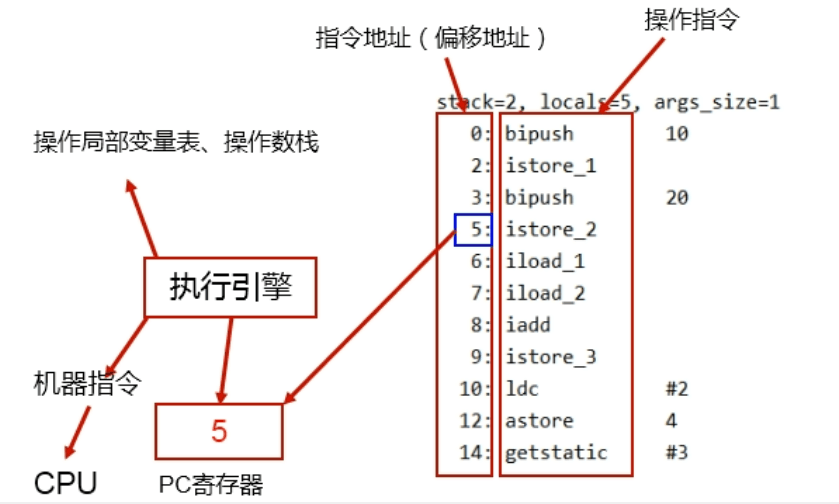 指令地址（偏移地址）
操作指令
stack=2, locals=5, args_size=1
0: bipush 10
2: istore_1
3: bipush 20
5: istore_2
6: iload_1
7: iload_2
8: iadd
9: istore_3
10: ldc #2
12: astore 4
14: getstatic #3
操作局部变量表、操作数栈
执行引擎
机器指令
CPU
5
PC寄存器